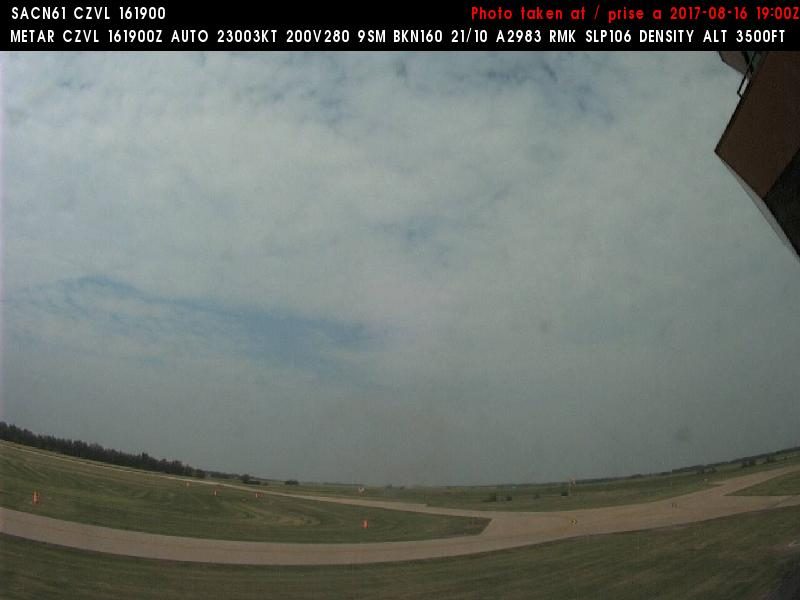 SACN61 CZVL 161900 Photo taken at / prise a 2017-08-16 19:00Z
METAR CZVL 161900Z AUTO 23003KT 200V280 9SM BKN160 21/10 A2983 RMK SLP106 DENSITY ALT 3500FT